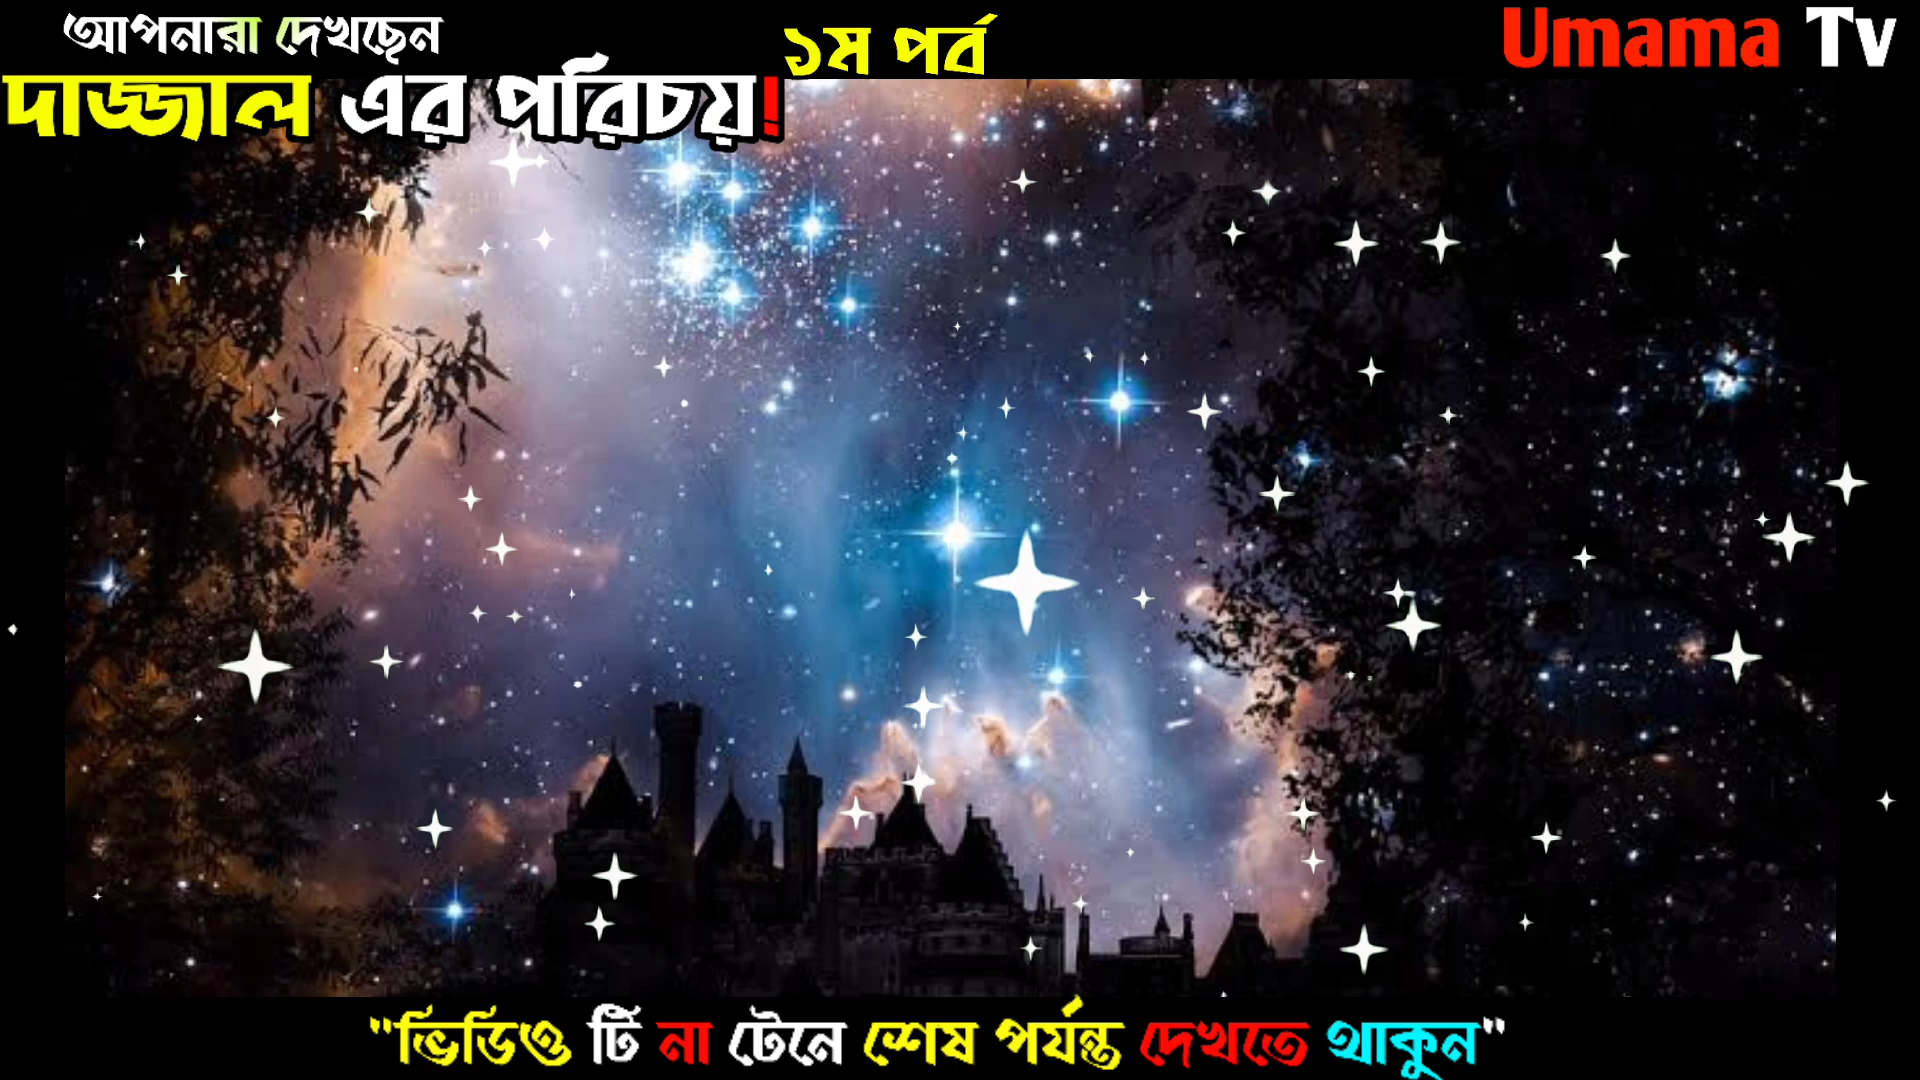 আপনারা দেখছেন
১ম পর্ব
Umama Tv
দাজ্জাল এর পরিচয়!
"ভিডিও টি না টেনে শেষ পর্যন্ত দেখতে থাকুন"